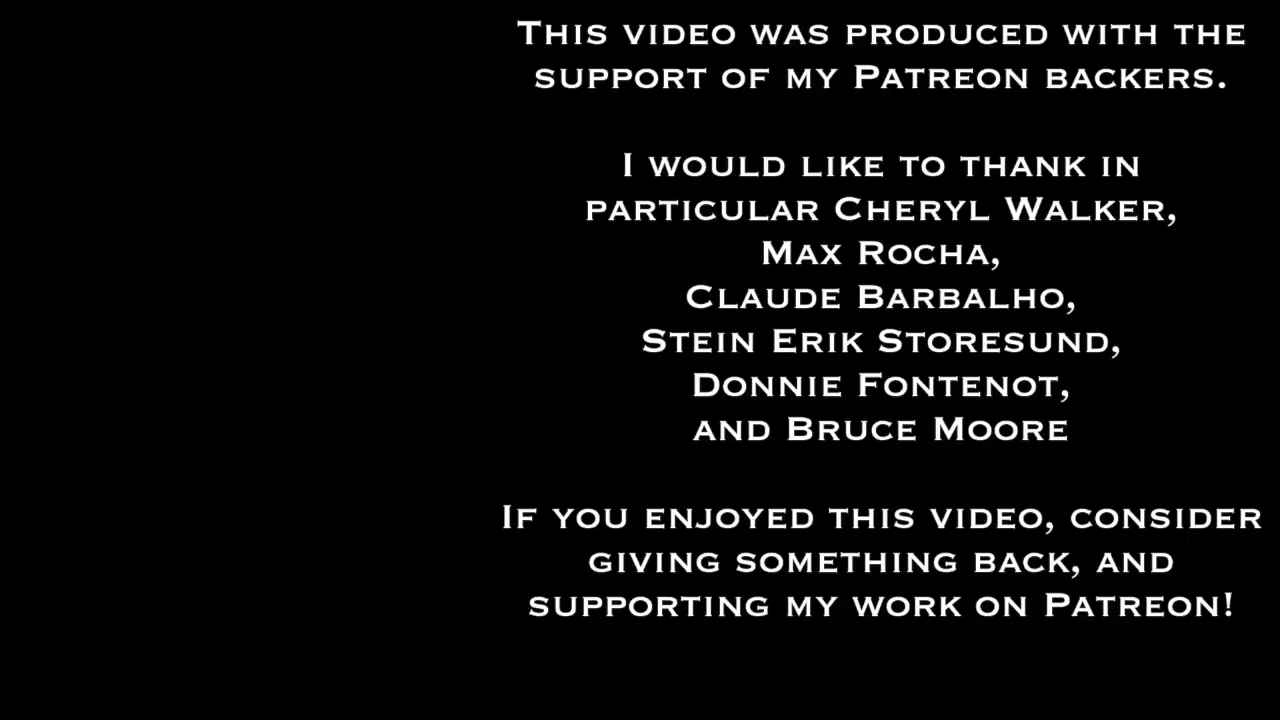 This video was produced with the
support of my Patreon backers.
I would like to thank in
particular Cheryl Walker,
Max Rocha,
Claude Barbalho,
Stein Erik Storesund,
Donnie Fontenot,
and Bruce Moore
If you enjoyed this video, consider
giving something back, and
supporting my work on Patreon!